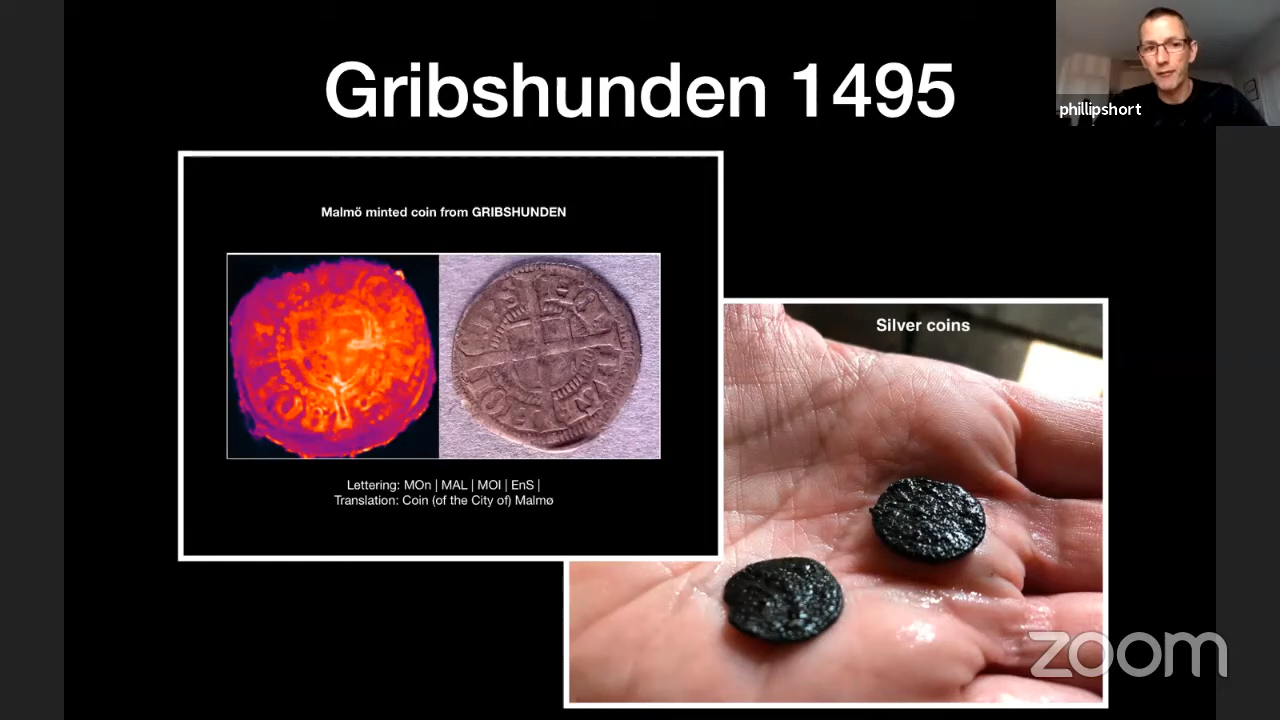 Gribshunden 1495
phillipshort
Malmö minted coin from GRIBSHUNDEN
Silver coins
Lettering: MOn | MAL | MOI | EnS |
Translation: Coin (of the City of) Malmø
zoom